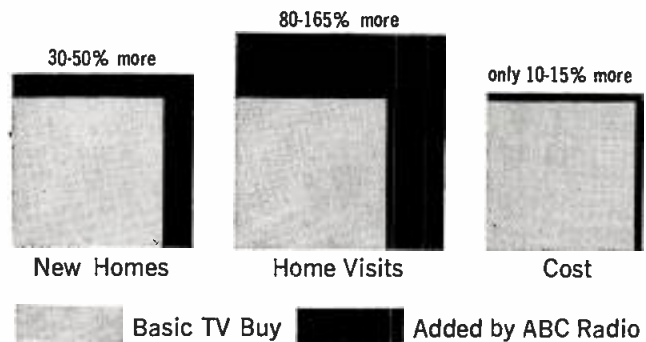 80-165% more
30-50% more
only 10-15% more
New Homes
Home Visits
Cost
Basic TV Buy
Added by ABC Radio